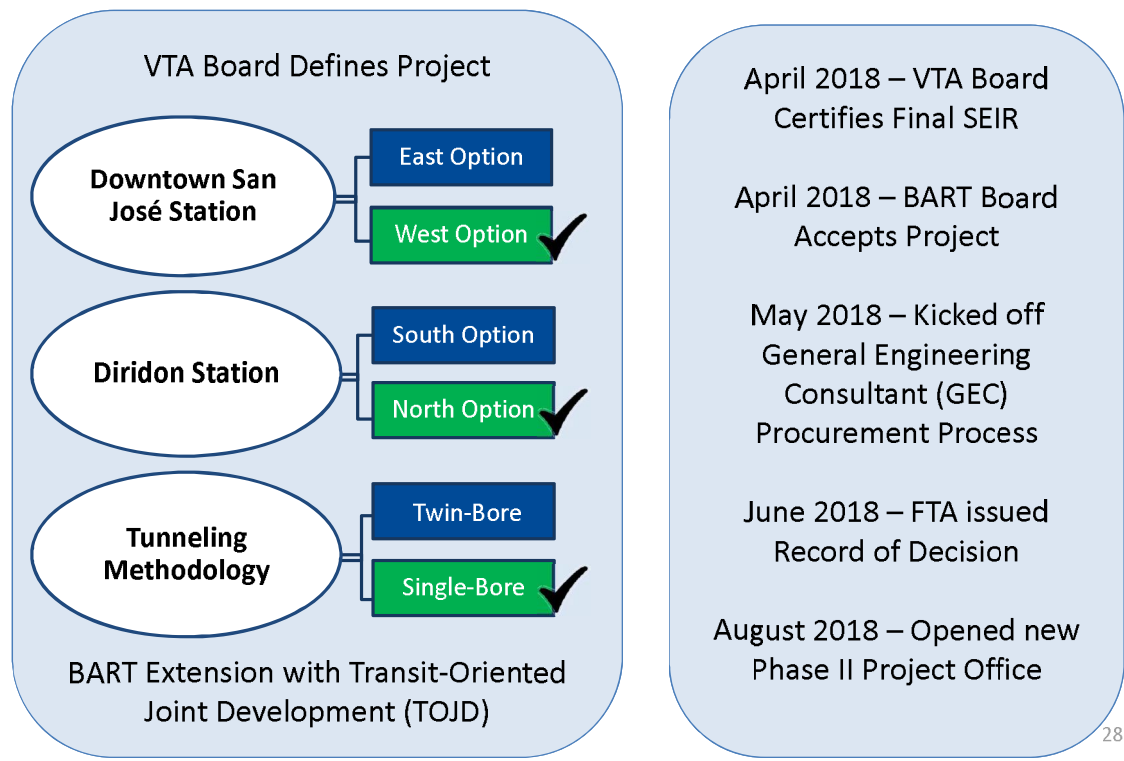 VTA Board Defines Project
Downtown San
José Station
East Option
West Option
Diridon Station
South Option
North Option
Tunneling
Methodology
Twin-Bore
Single-Bore
BART Extension with Transit-Oriented
Joint Development (TOJD)
April 2018 – VTA Board
Certifies Final SEIR
April 2018 – BART Board
Accepts Project
May 2018 – Kicked off
General Engineering
Consultant (GEC)
Procurement Process
June 2018 – FTA issued
Record of Decision
August 2018 – Opened new
Phase II Project Office
28